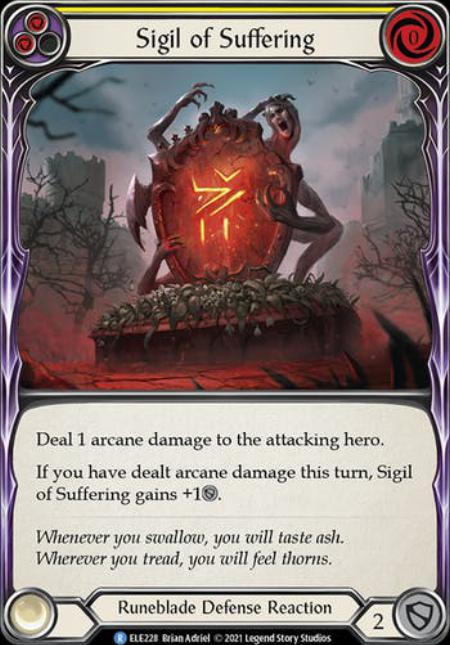 0
Sigil of Suffering
Deal 1 arcane damage to the attacking hero.
If you have dealt arcane damage this turn, Sigil
of Suffering gains +1.
Whenever you swallow, you will taste ash.
Wherever you tread, you will feel thorns.
Runeblade Defense Reaction
2
R ELE228 Brian Adriel © 2021 Legend Story Studios